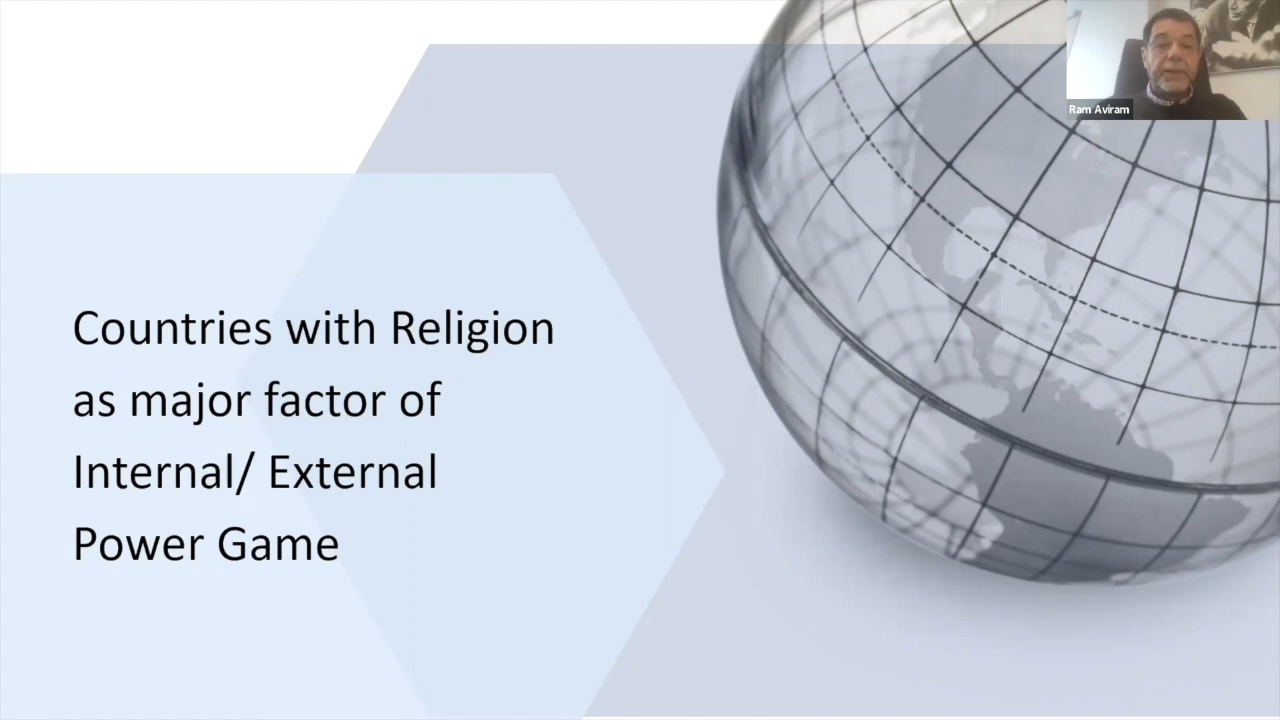 Ram Aviram
Countries with Religion
as major factor of
Internal/ External
Power Game